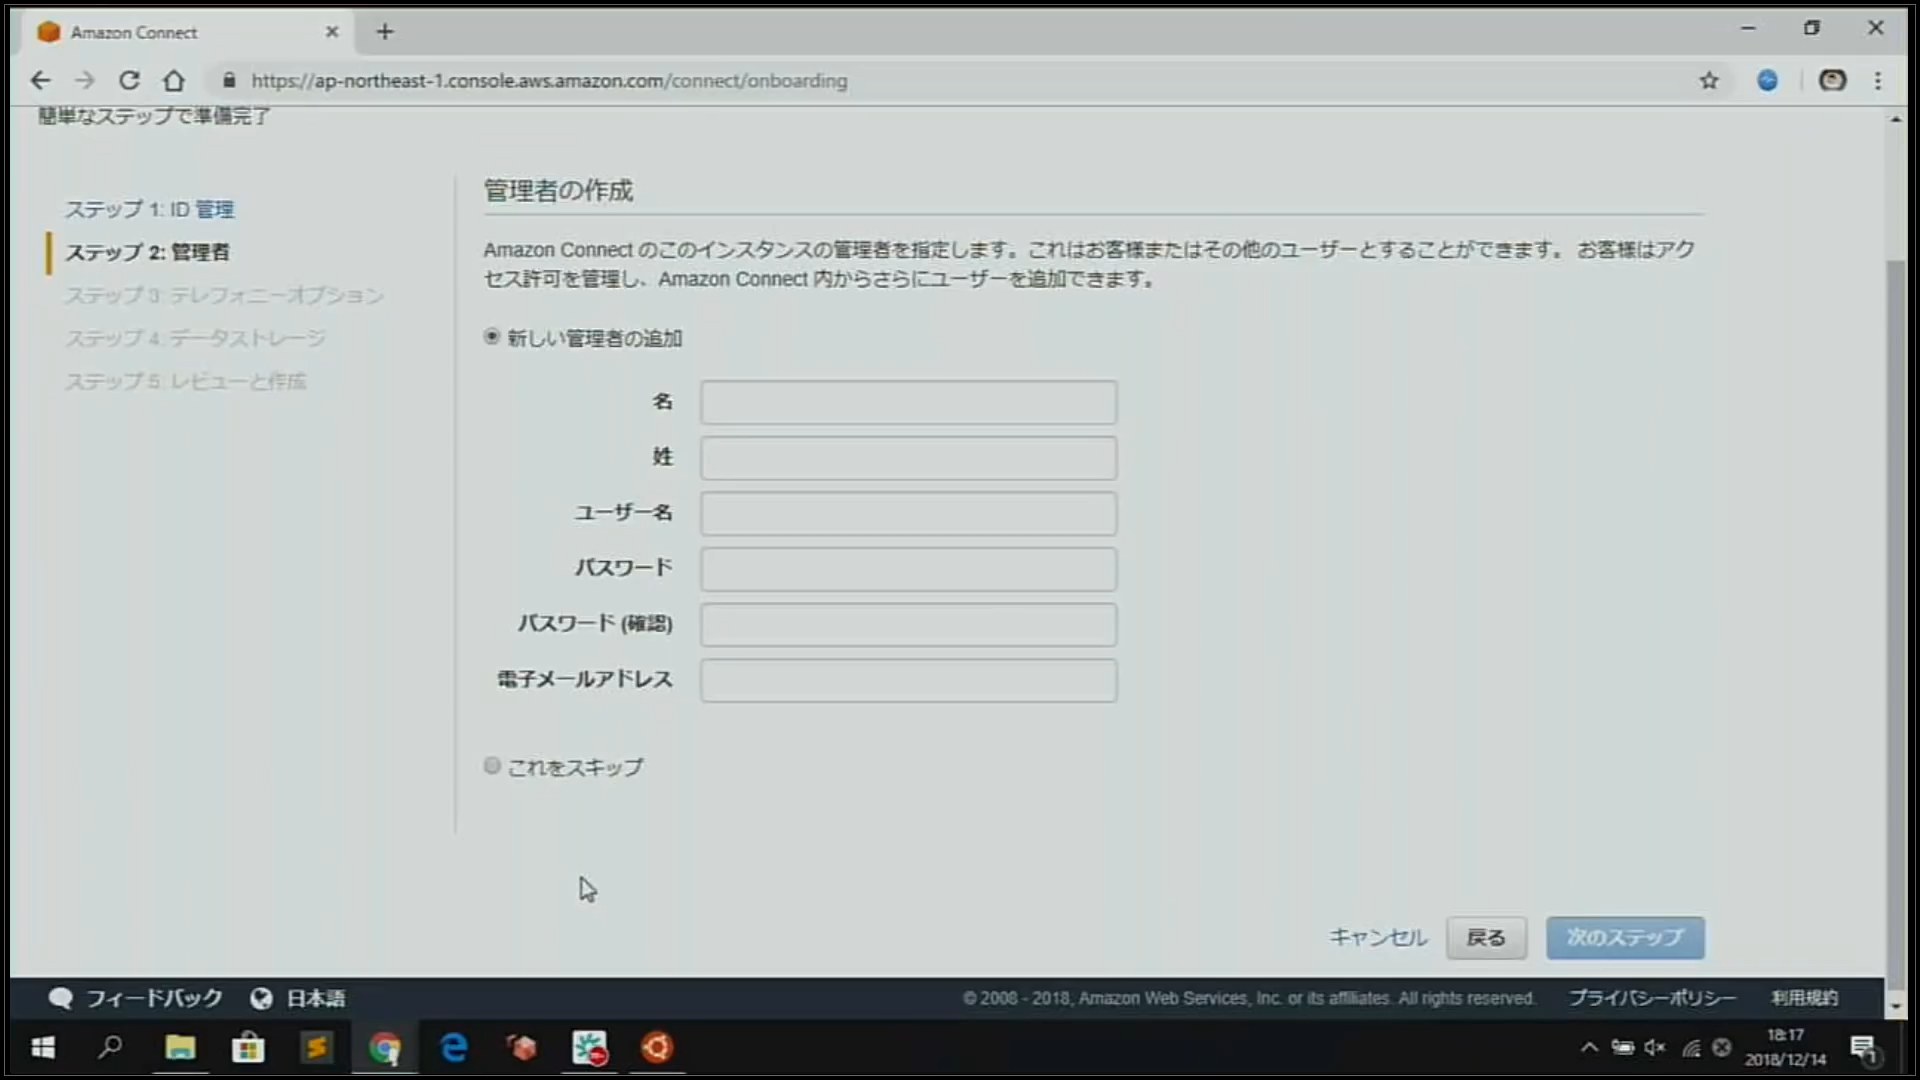 Amazon Connect
https://ap-northeast-1.console.aws.amazon.com/connect/onboarding
簡単なステップで準備完了
ステップ 1: ID 管理
ステップ 2: 管理者
ステップ 3: テレフォニーオプション
ステップ 4: データストレージ
ステップ 5: レビューと作成
管理者の作成
Amazon Connect のこのインスタンスの管理者を指定します。これはお客様またはその他のユーザーとすることができます。 お客様はアク
セス許可を管理し、Amazon Connect 内からさらにユーザーを追加できます。
新しい管理者の追加
名
姓
ユーザー名
パスワード
パスワード (確認)
電子メールアドレス
これをスキップ
キャンセル 戻る 次のステップ
フィードバック 日本語 © 2008 - 2018, Amazon Web Services, Inc. or its affiliates. All rights reserved. プライバシーポリシー 利用規約
18:17
2018/12/14
1